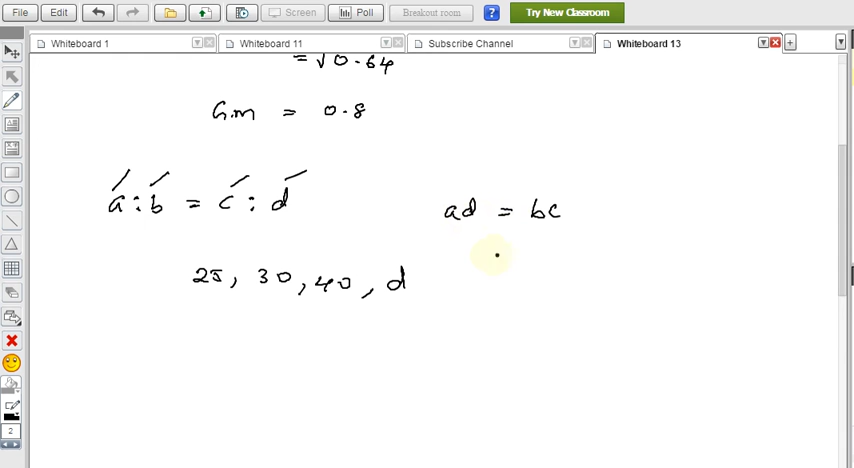 File Edit Screen Poll Breakout room ? Try New Classroom
Whiteboard 1 Whiteboard 11 Subscribe Channel Whiteboard 13
= √0.64
Gm = 0.8
a : b = c : d
ad = bc
25, 30, 40, d
2